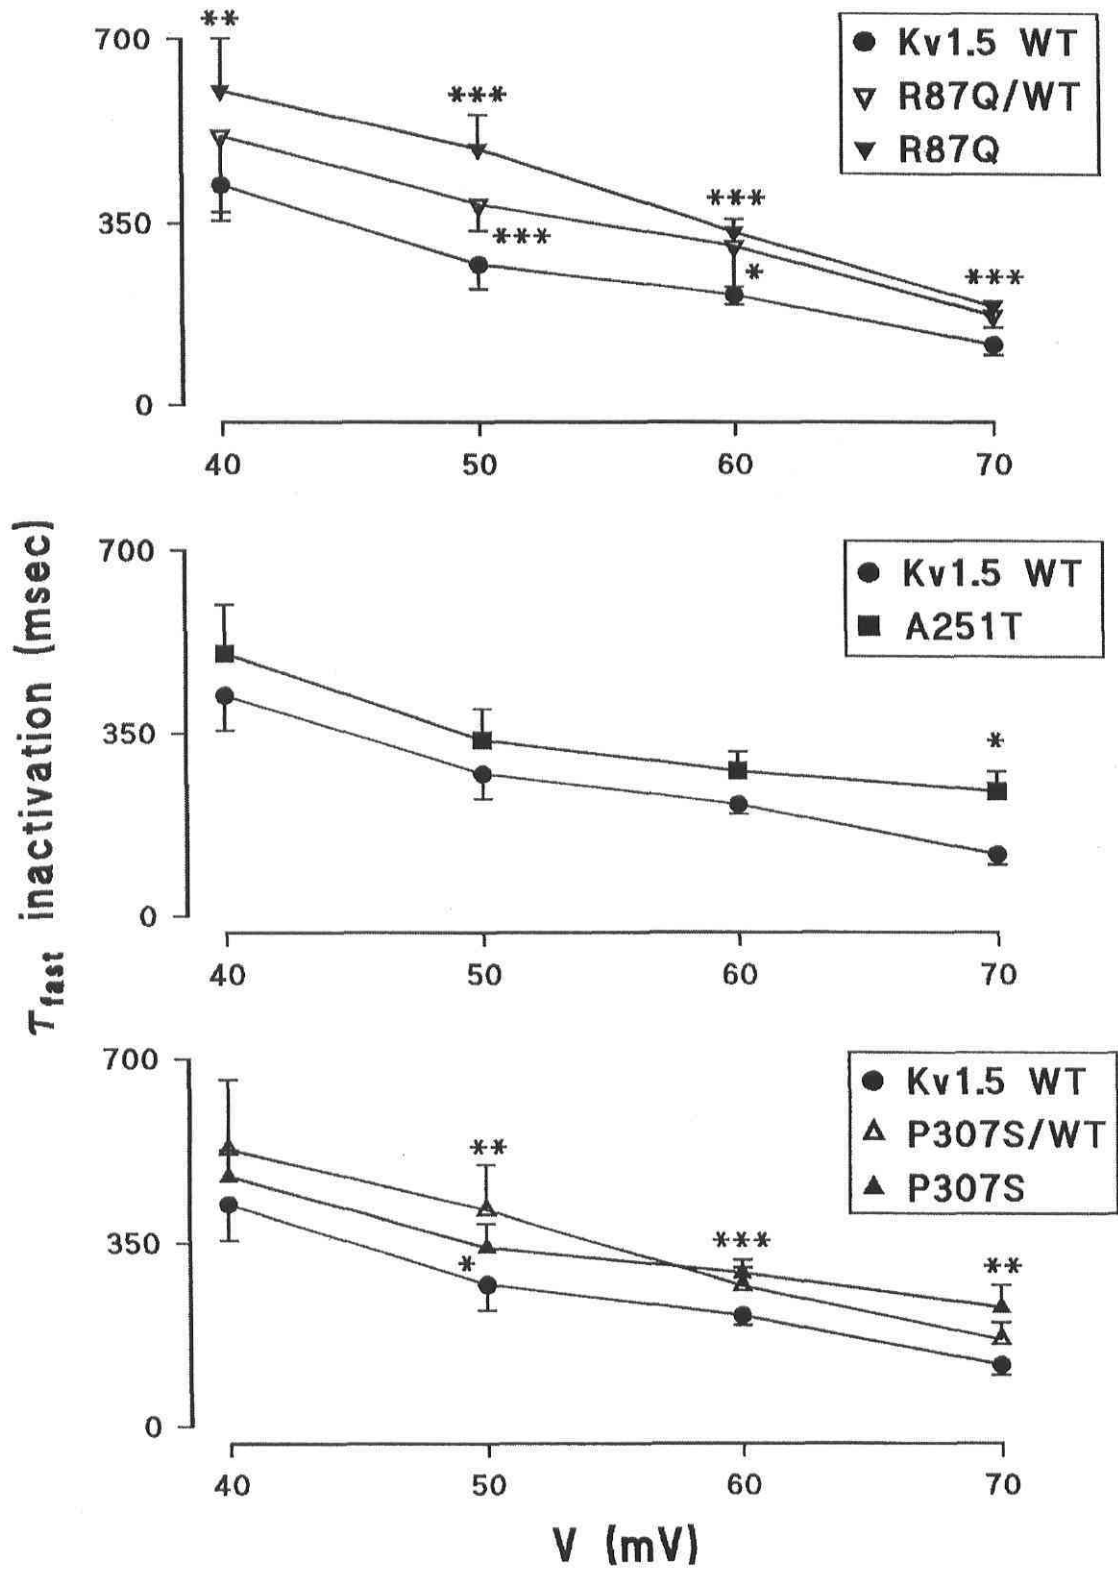 **
700
***
***
***
350
***
*
0
40 50 60 70
Kv1.5 WT
R87Q/WT
R87Q
700
350
*
0
40 50 60 70
Kv1.5 WT
A251T
τfast inactivation (msec)
700
**
350
***
*
**
0
40 50 60 70
Kv1.5 WT
P307S/WT
P307S
V (mV)